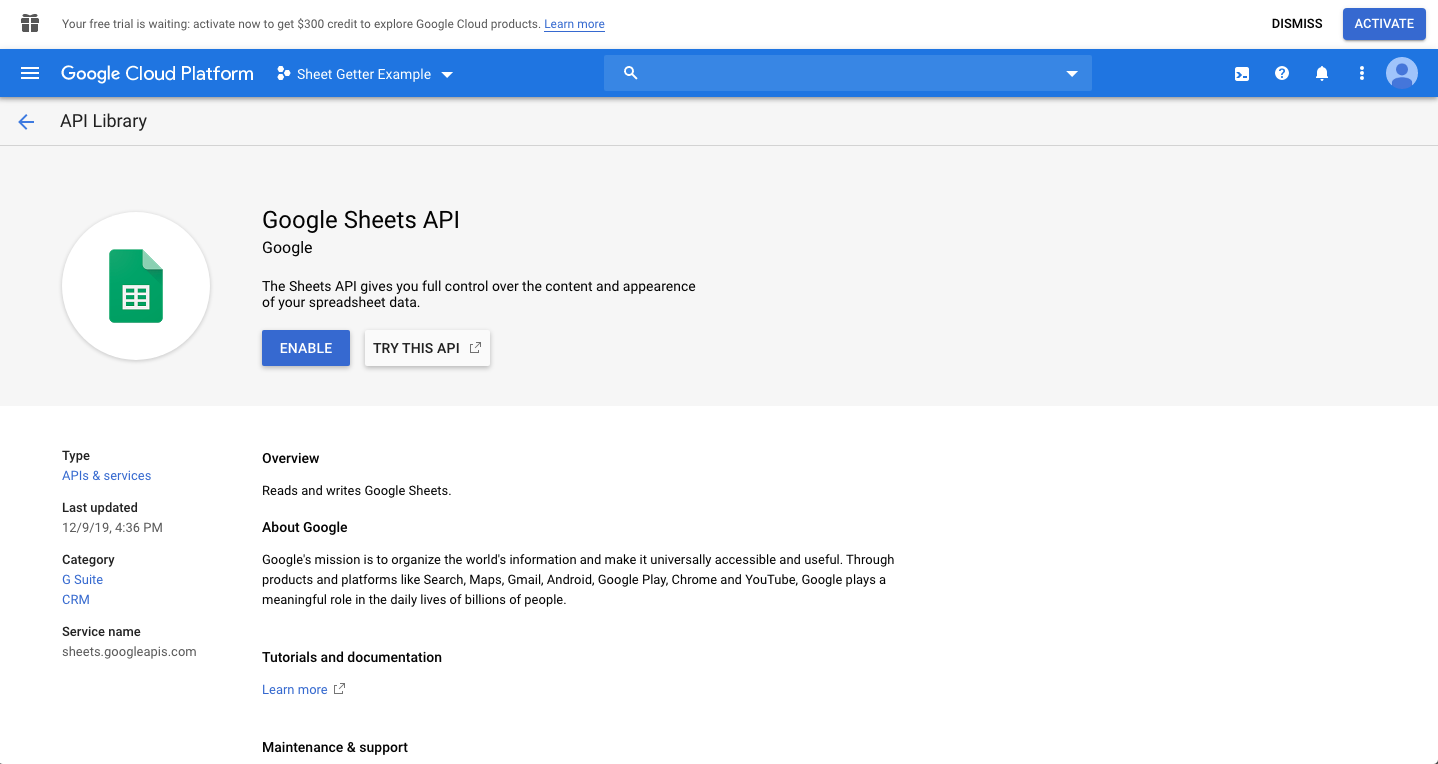 Your free trial is waiting: activate now to get $300 credit to explore Google Cloud products. Learn more
DISMISS
ACTIVATE
Google Cloud Platform
Sheet Getter Example
API Library
Google Sheets API
Google
The Sheets API gives you full control over the content and appearence
of your spreadsheet data.
ENABLE
TRY THIS API
Type
APIs & services
Last updated
12/9/19, 4:36 PM
Category
G Suite
CRM
Service name
sheets.googleapis.com
Overview
Reads and writes Google Sheets.
About Google
Google's mission is to organize the world's information and make it universally accessible and useful. Through
products and platforms like Search, Maps, Gmail, Android, Google Play, Chrome and YouTube, Google plays a
meaningful role in the daily lives of billions of people.
Tutorials and documentation
Learn more
Maintenance & support